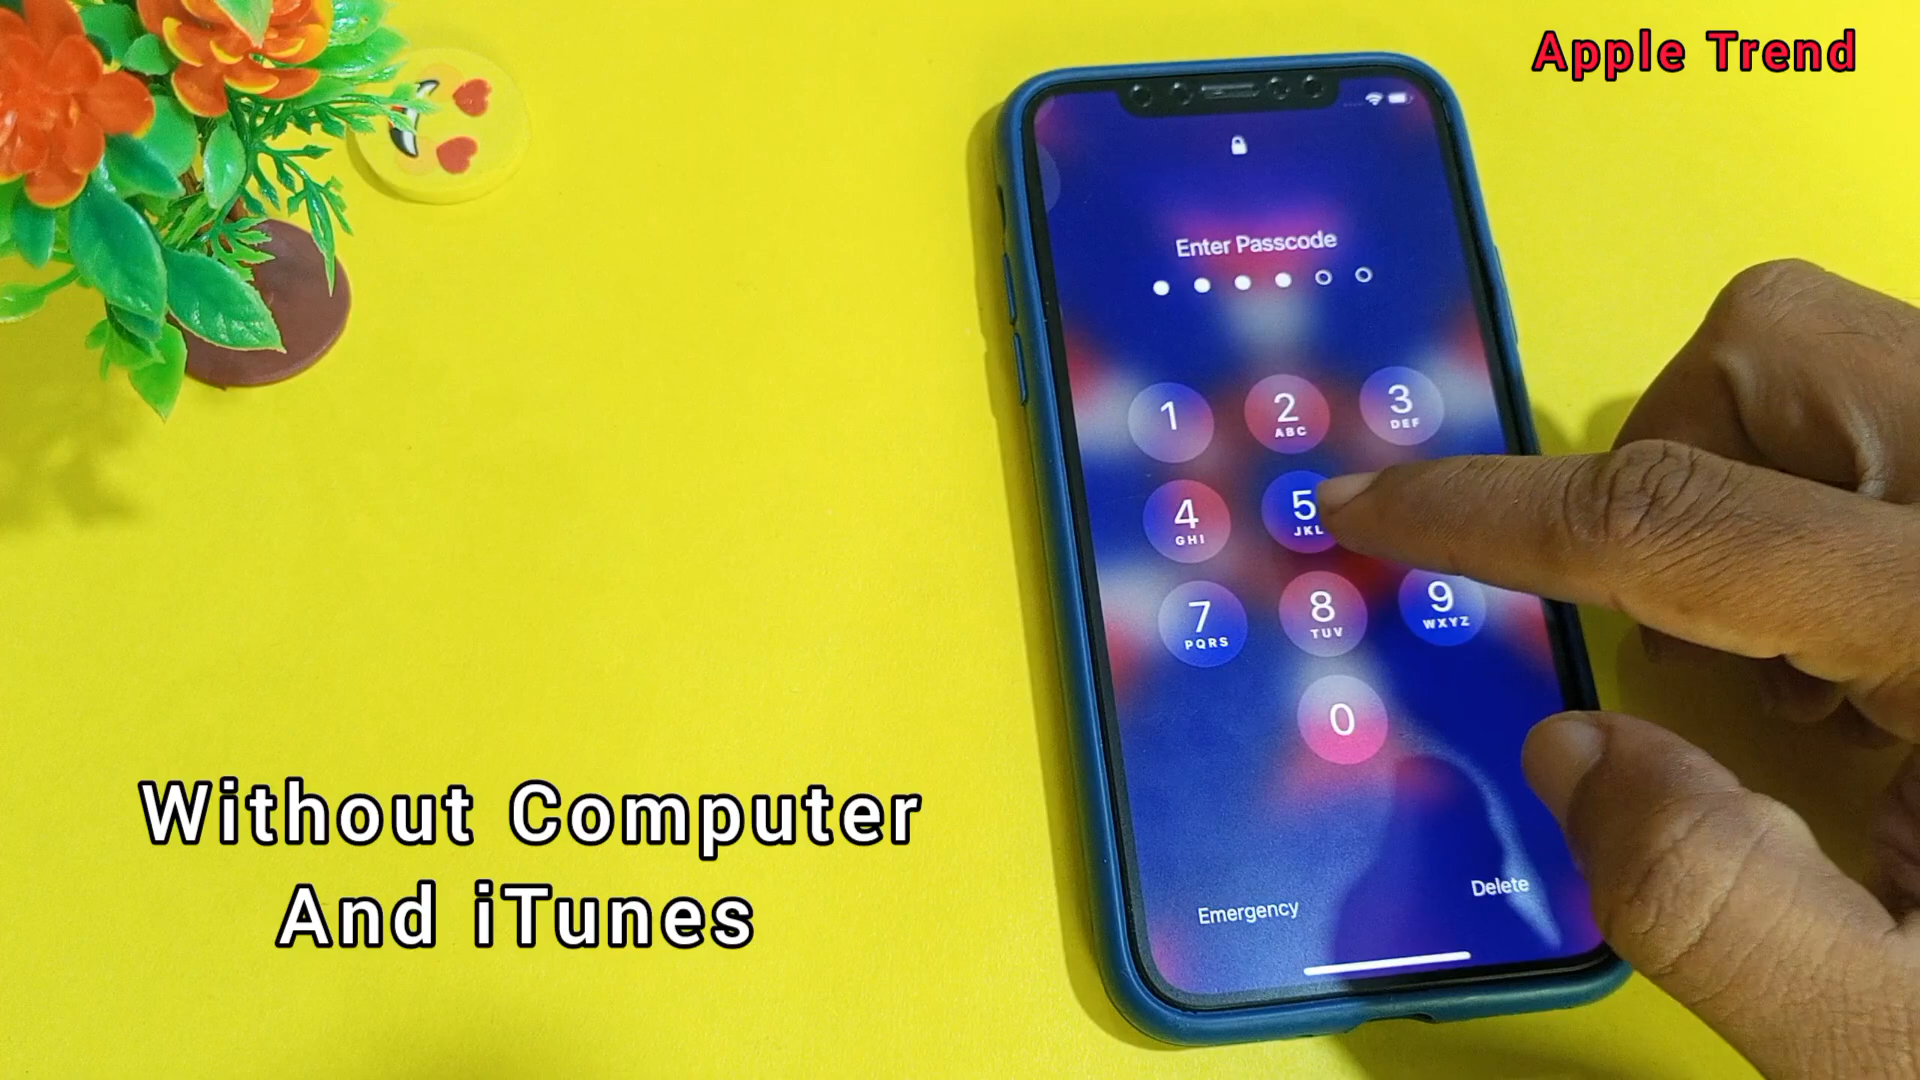 Apple Trend
Enter Passcode
1
2
ABC
3
DEF
4
GHI
5
JKL
7
PQRS
8
TUV
9
WXYZ
0
Emergency
Delete
Without Computer
And iTunes